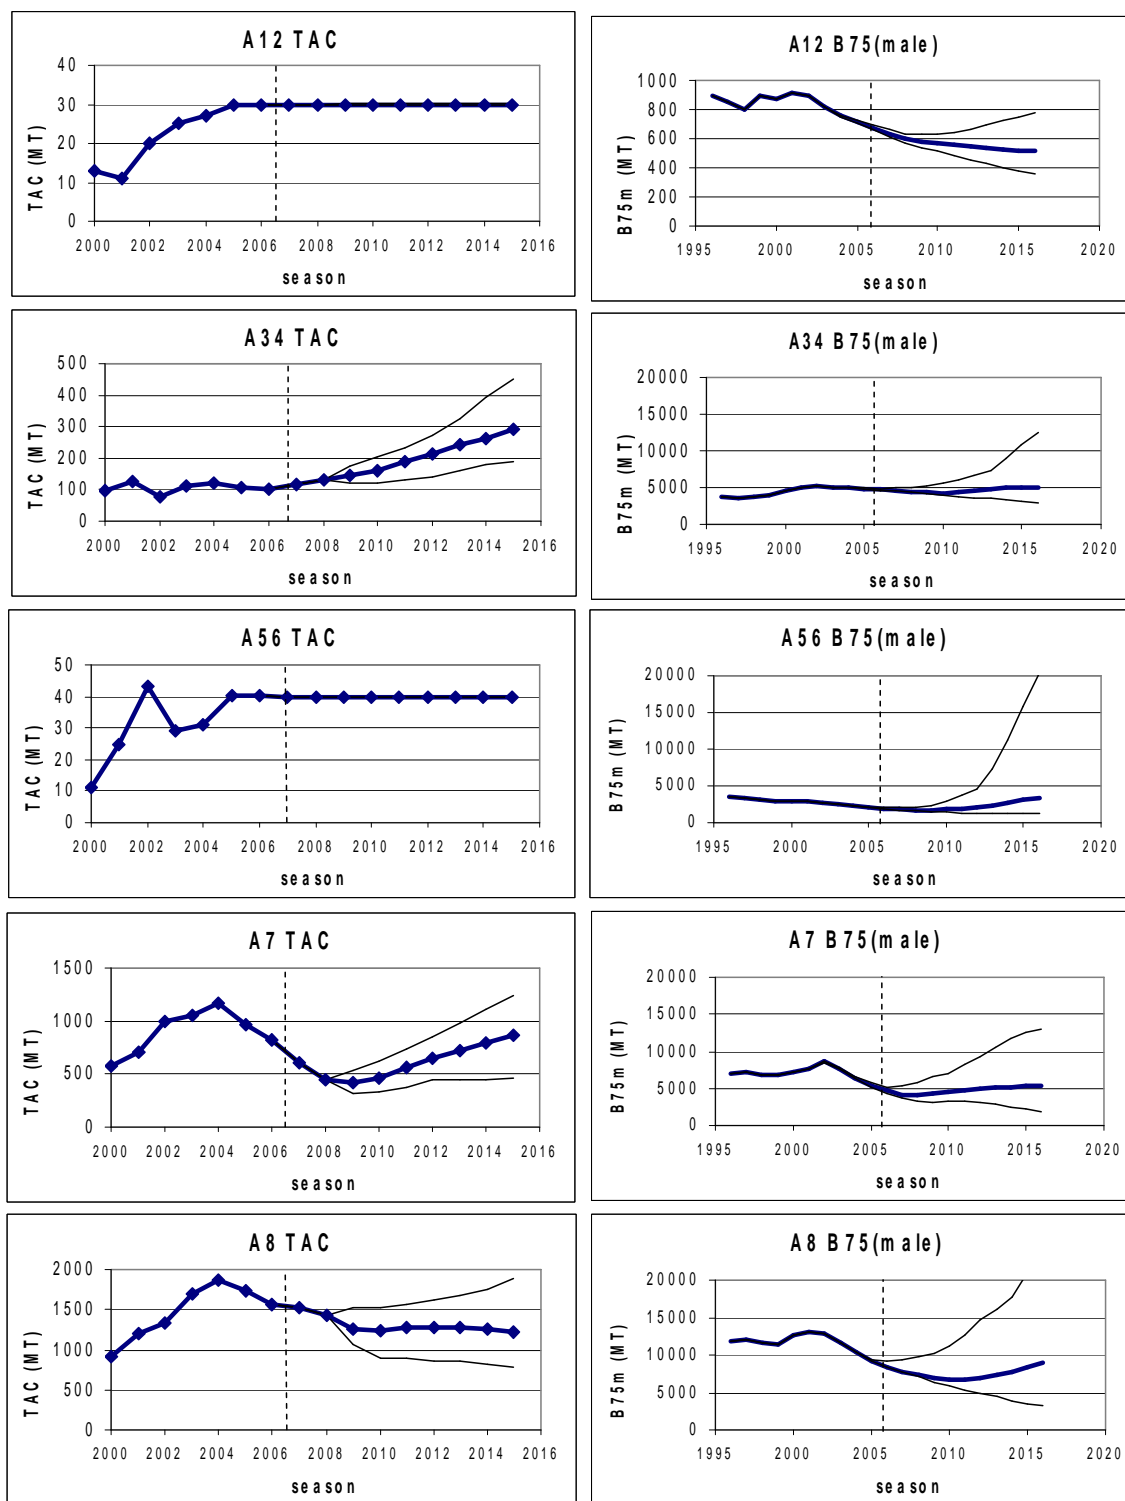 A12 TAC
TAC (MT)
40
30
20
10
0
2000 2002 2004 2006 2008 2010 2012 2014 2016
season
A12 B75(male)
B75m (MT)
1000
800
600
400
200
0
1995 2000 2005 2010 2015 2020
season
A34 TAC
TAC (MT)
500
400
300
200
100
0
2000 2002 2004 2006 2008 2010 2012 2014 2016
season
A34 B75(male)
B75m (MT)
20000
15000
10000
5000
0
1995 2000 2005 2010 2015 2020
season
A56 TAC
TAC (MT)
50
40
30
20
10
0
2000 2002 2004 2006 2008 2010 2012 2014 2016
season
A56 B75(male)
B75m (MT)
20000
15000
10000
5000
0
1995 2000 2005 2010 2015 2020
season
A7 TAC
TAC (MT)
1500
1000
500
0
2000 2002 2004 2006 2008 2010 2012 2014 2016
season
A7 B75(male)
B75m (MT)
20000
15000
10000
5000
0
1995 2000 2005 2010 2015 2020
season
A8 TAC
TAC (MT)
2000
1500
1000
500
0
2000 2002 2004 2006 2008 2010 2012 2014 2016
season
A8 B75(male)
B75m (MT)
20000
15000
10000
5000
0
1995 2000 2005 2010 2015 2020
season